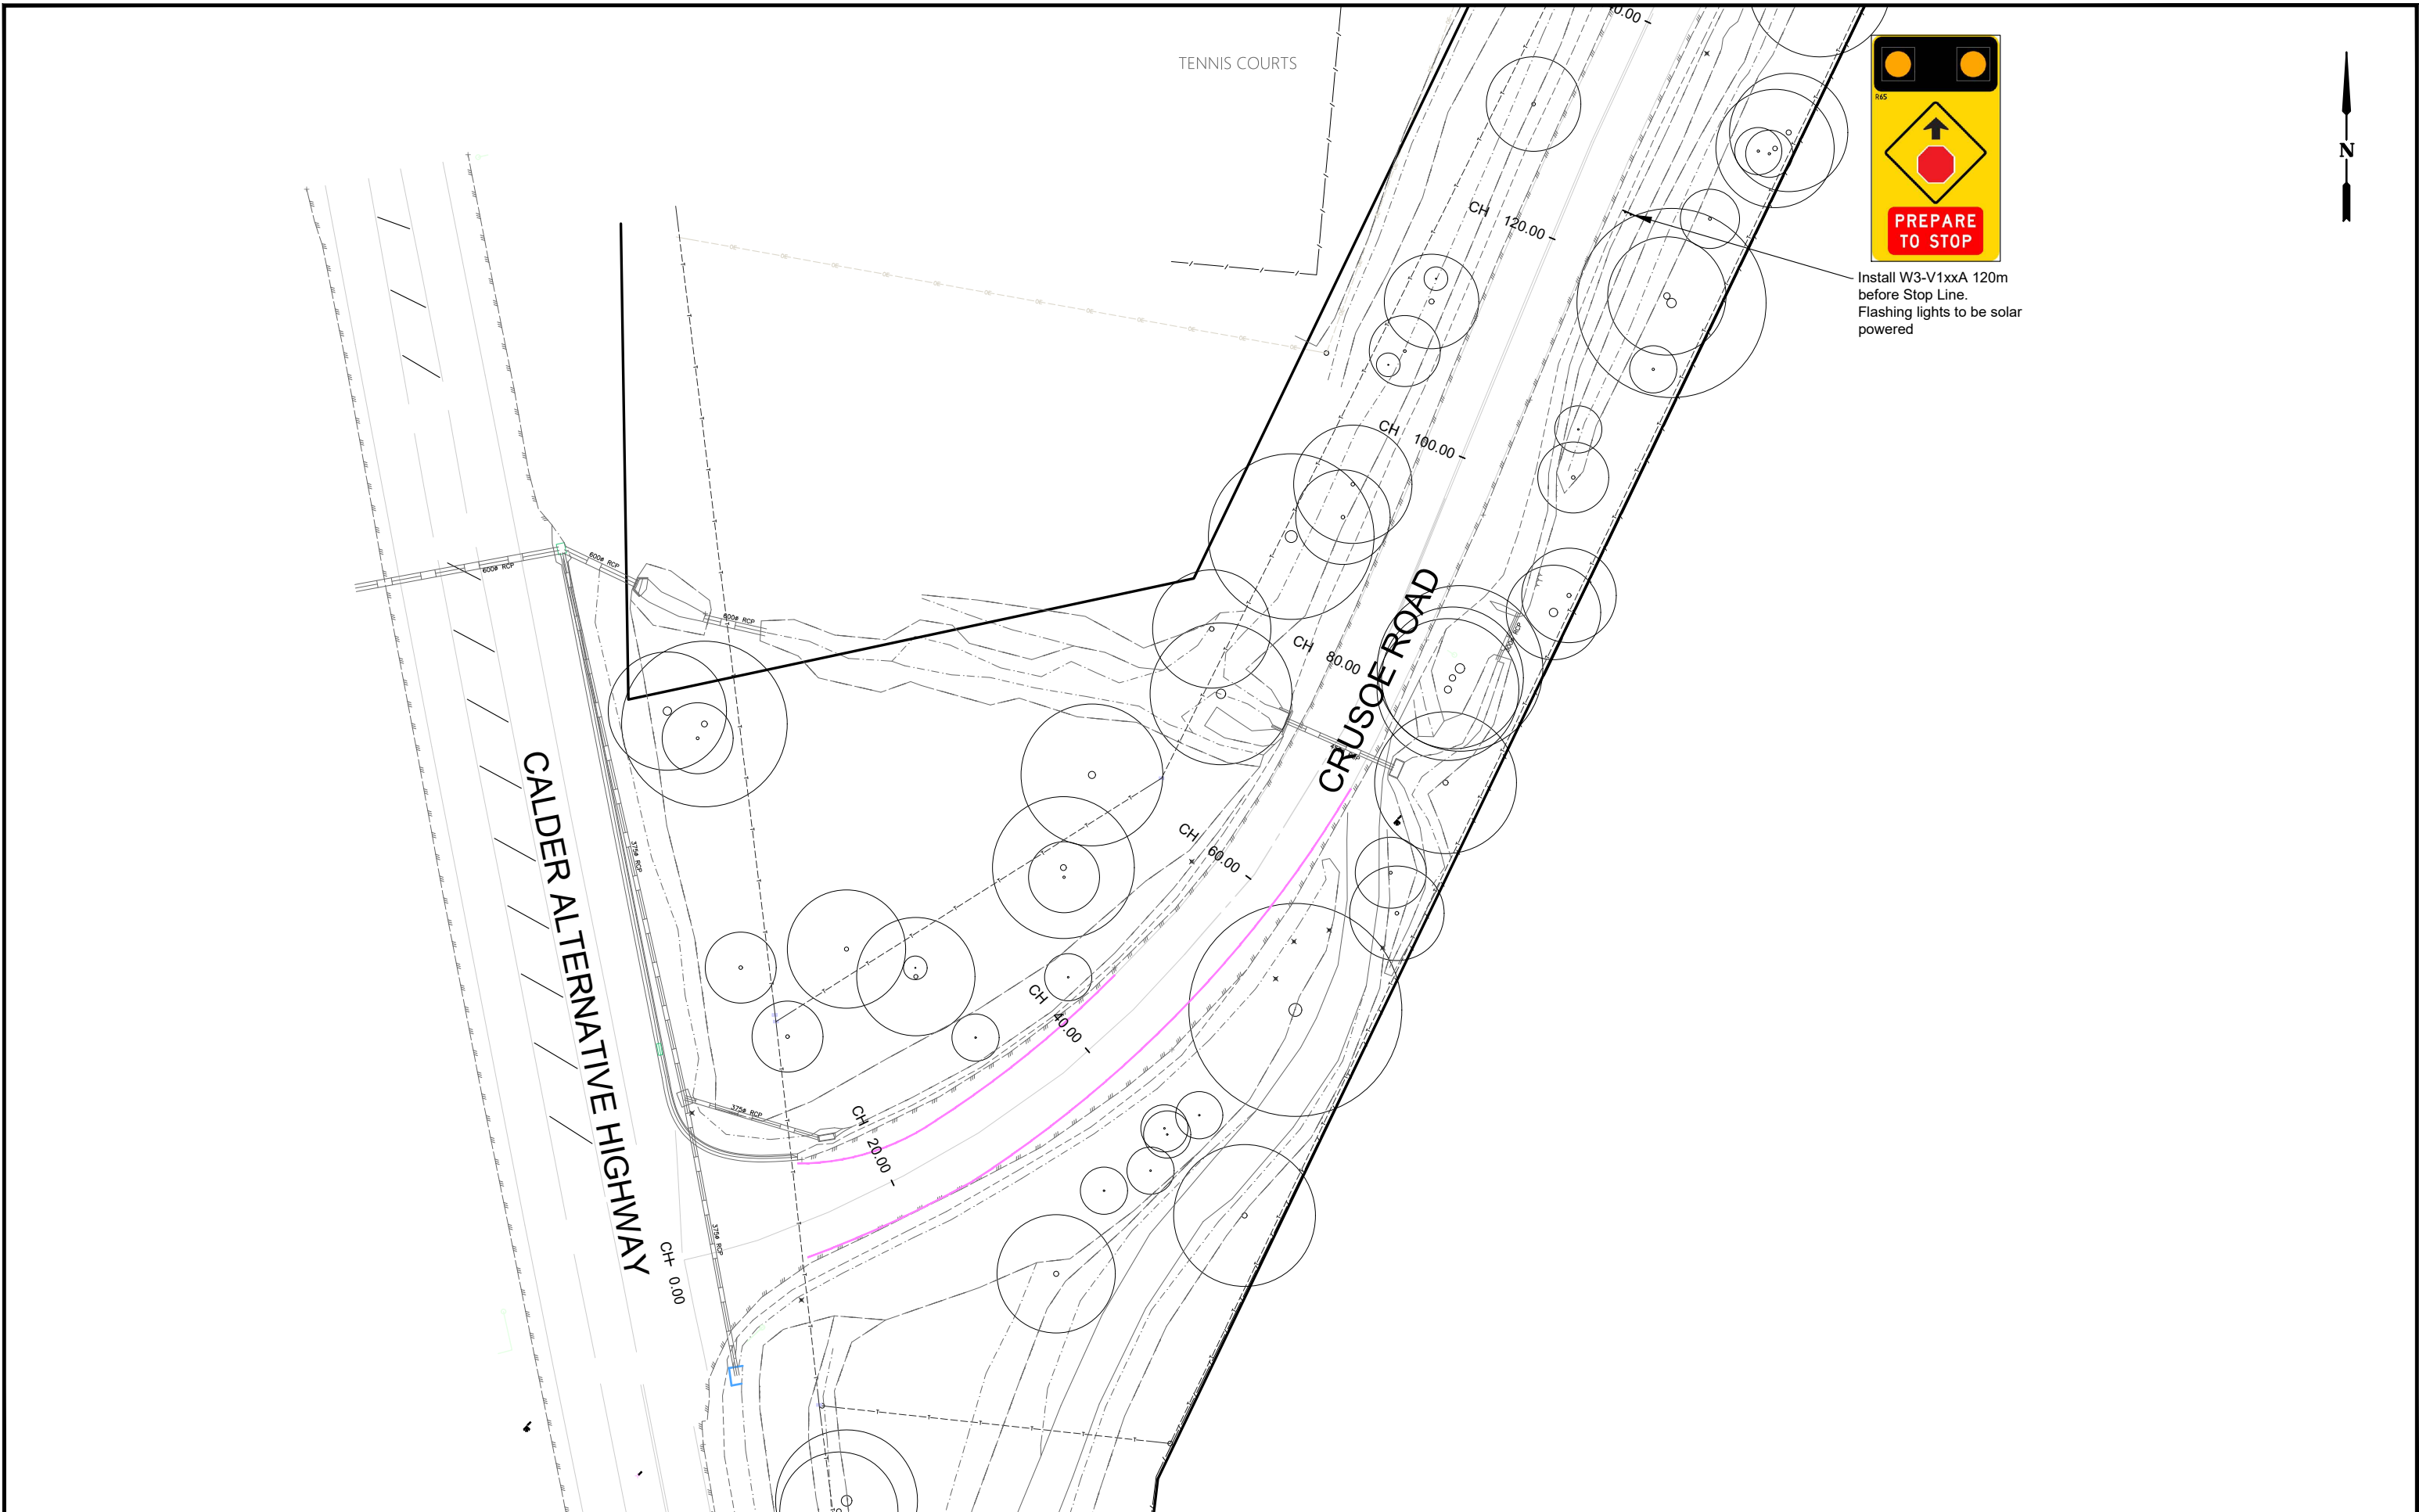 TENNIS COURTS
0.00
R65
PREPARE
TO STOP
N
CH 120.00
Install W3-V1xxA 120m
before Stop Line.
Flashing lights to be solar
powered
CH 100.00
600ø RCP
600ø RCP
600ø RCP
CH 80.00
CRUSOE ROAD
CH 60.00
CALDER ALTERNATIVE HIGHWAY
375ø RCP
CH 40.00
375ø RCP
CH 20.00
375ø RCP
CH 0.00